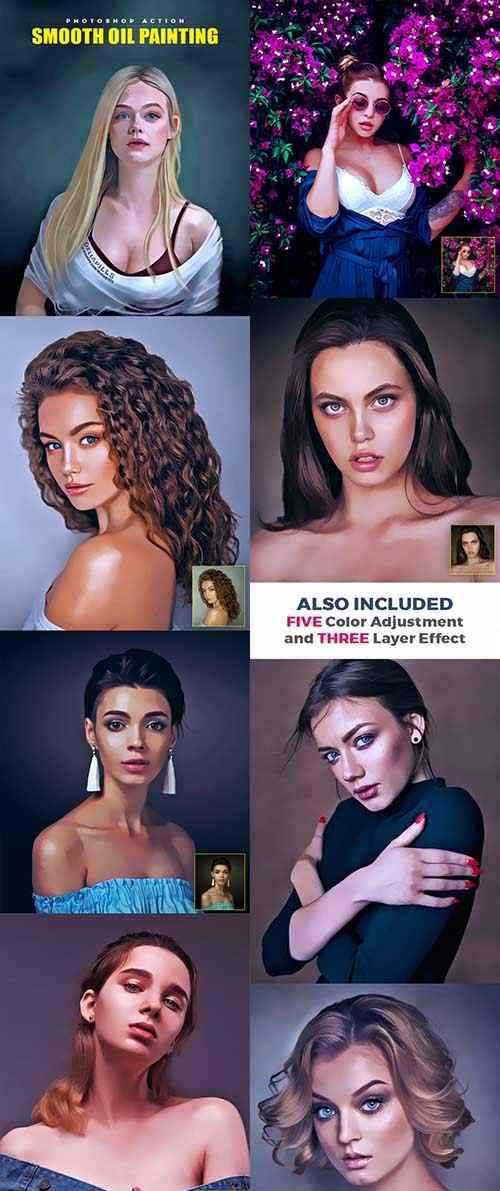 PHOTOSHOP ACTION
SMOOTH OIL PAINTING
ALSO INCLUDED
FIVE Color Adjustment
and THREE Layer Effect